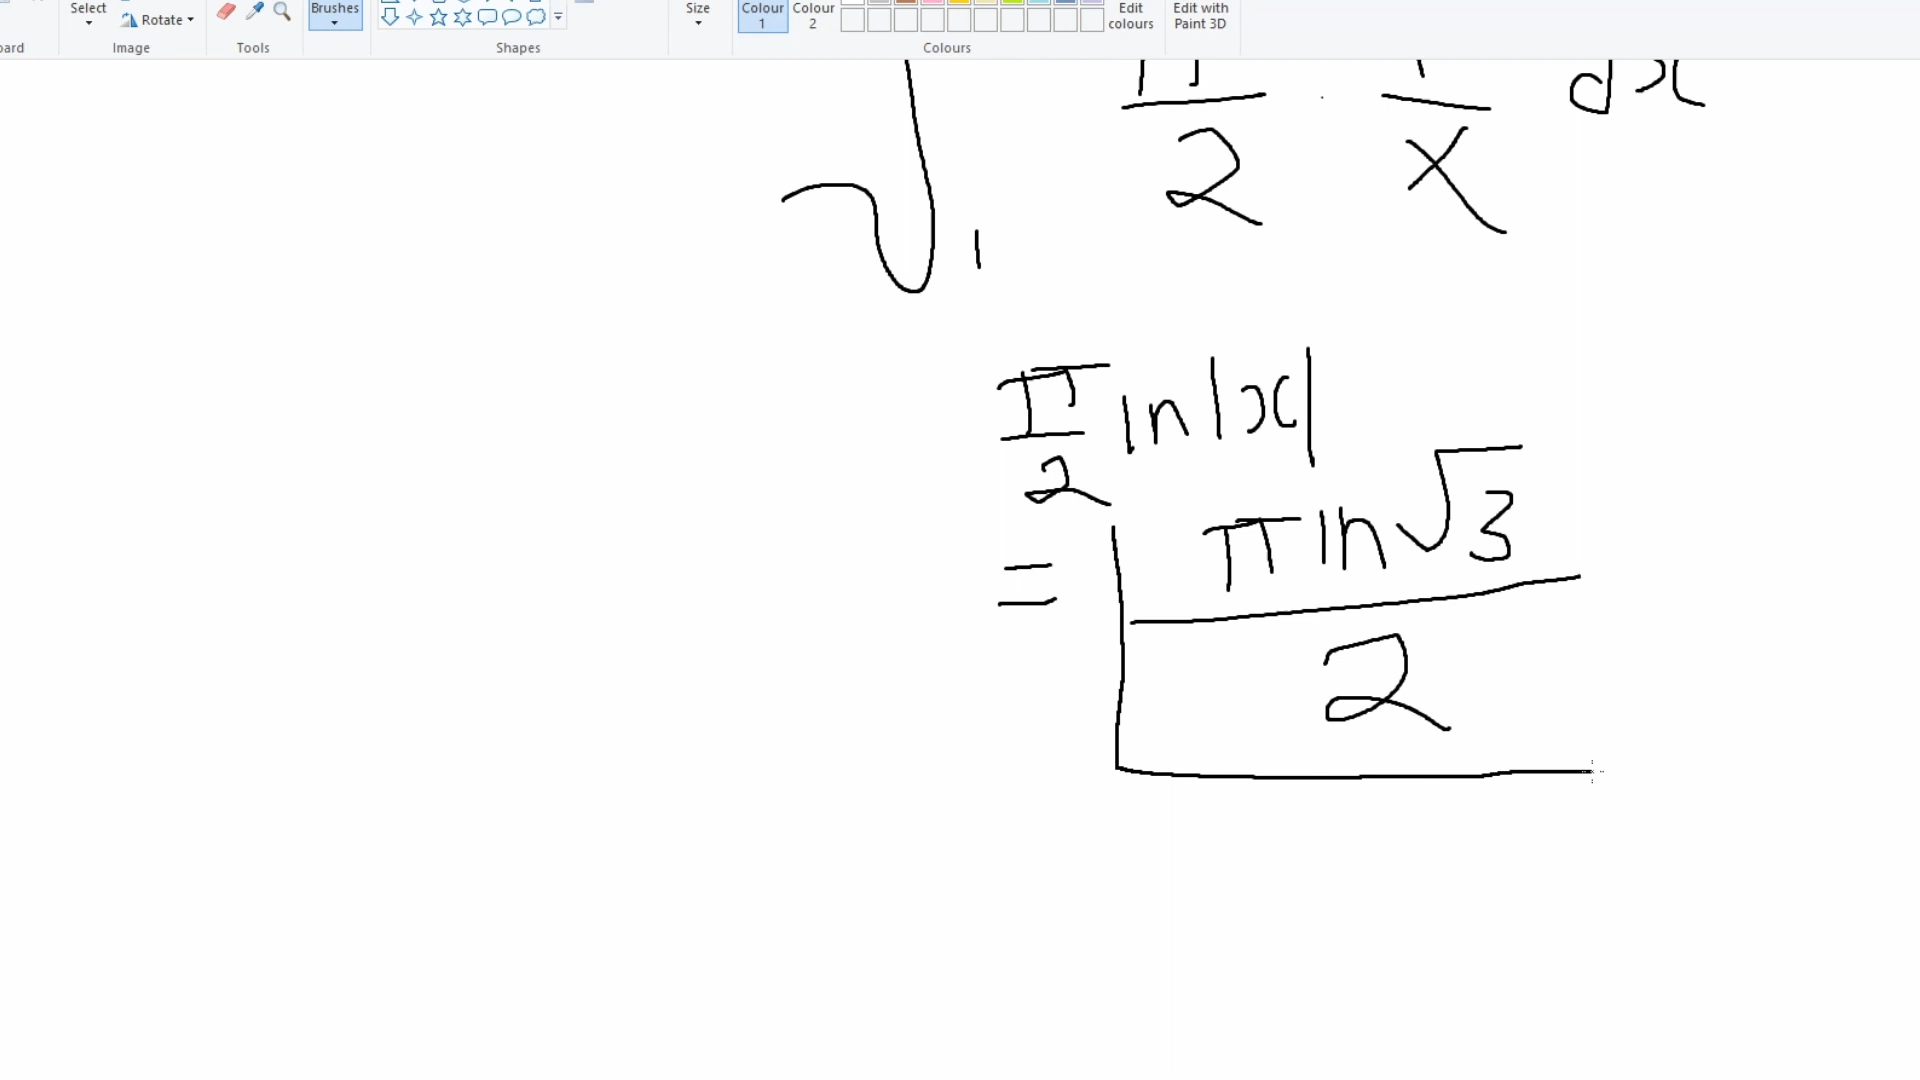 Select
Rotate
Brushes
Size
Colour 1
Colour 2
Edit colours
Edit with Paint 3D
Image
Tools
Shapes
Colours
∫₁ π/2 · 1/x dx
π/2 ln|x|
= π ln√3 / 2